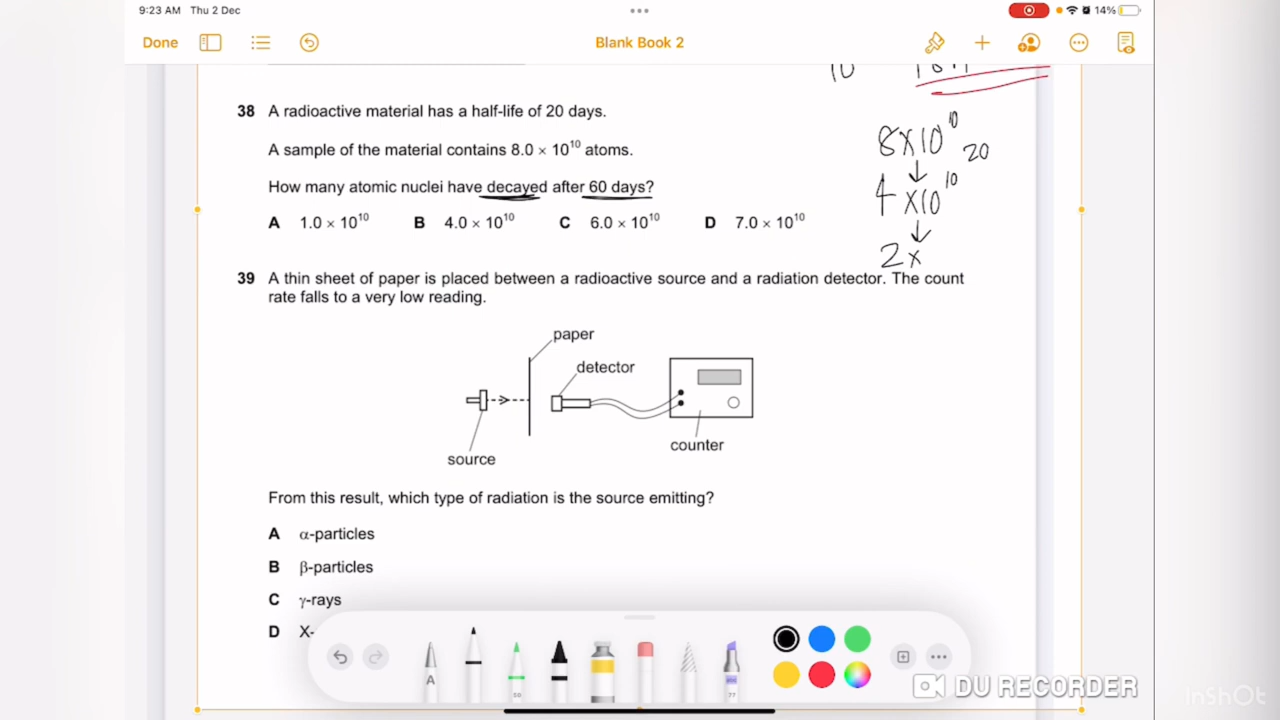 9:23 AM Thu 2 Dec
14%
Done
Blank Book 2
10
38 A radioactive material has a half-life of 20 days.
A sample of the material contains 8.0 × 10¹⁰ atoms.
How many atomic nuclei have decayed after 60 days?
A 1.0 × 10¹⁰ B 4.0 × 10¹⁰ C 6.0 × 10¹⁰ D 7.0 × 10¹⁰
8×10¹⁰
20
↓
4 ×10¹⁰
↓
2×
39 A thin sheet of paper is placed between a radioactive source and a radiation detector. The count
rate falls to a very low reading.
paper
detector
source
counter
From this result, which type of radiation is the source emitting?
A α-particles
B β-particles
C γ-rays
D X-
A
50
77
DU RECORDER
InShOt